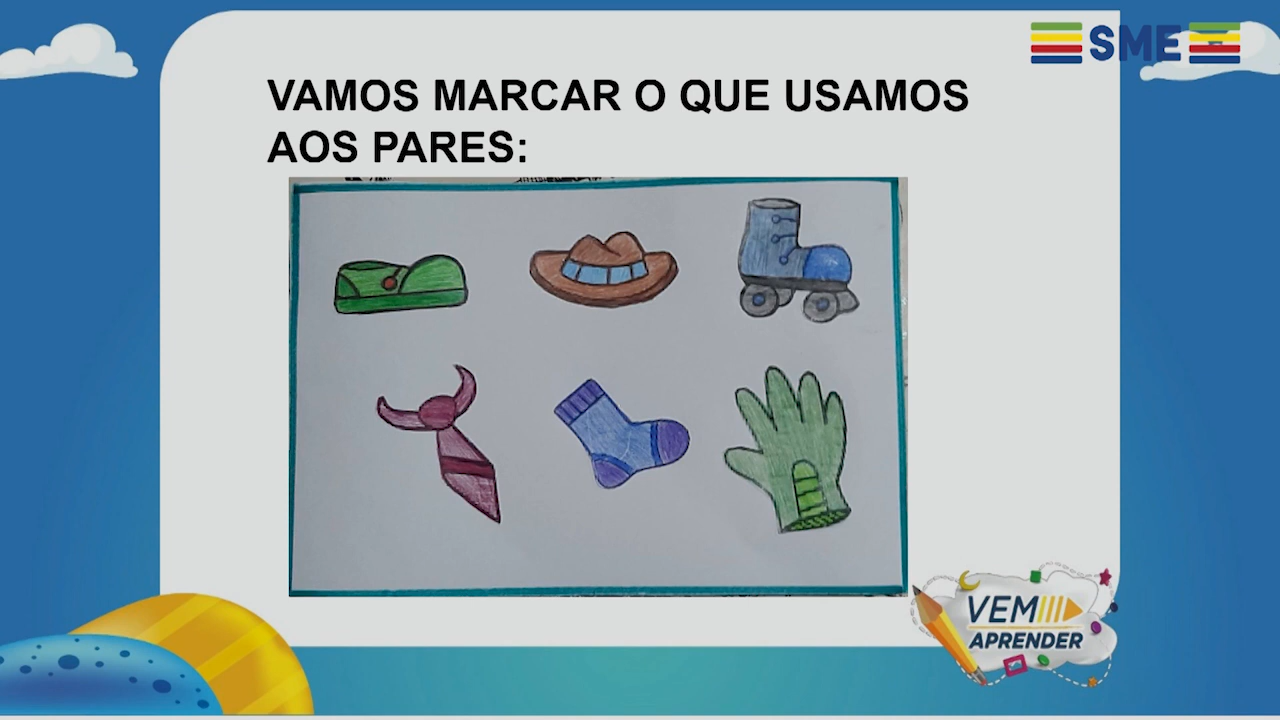 SME
VAMOS MARCAR O QUE USAMOS
AOS PARES:
VEM
APRENDER